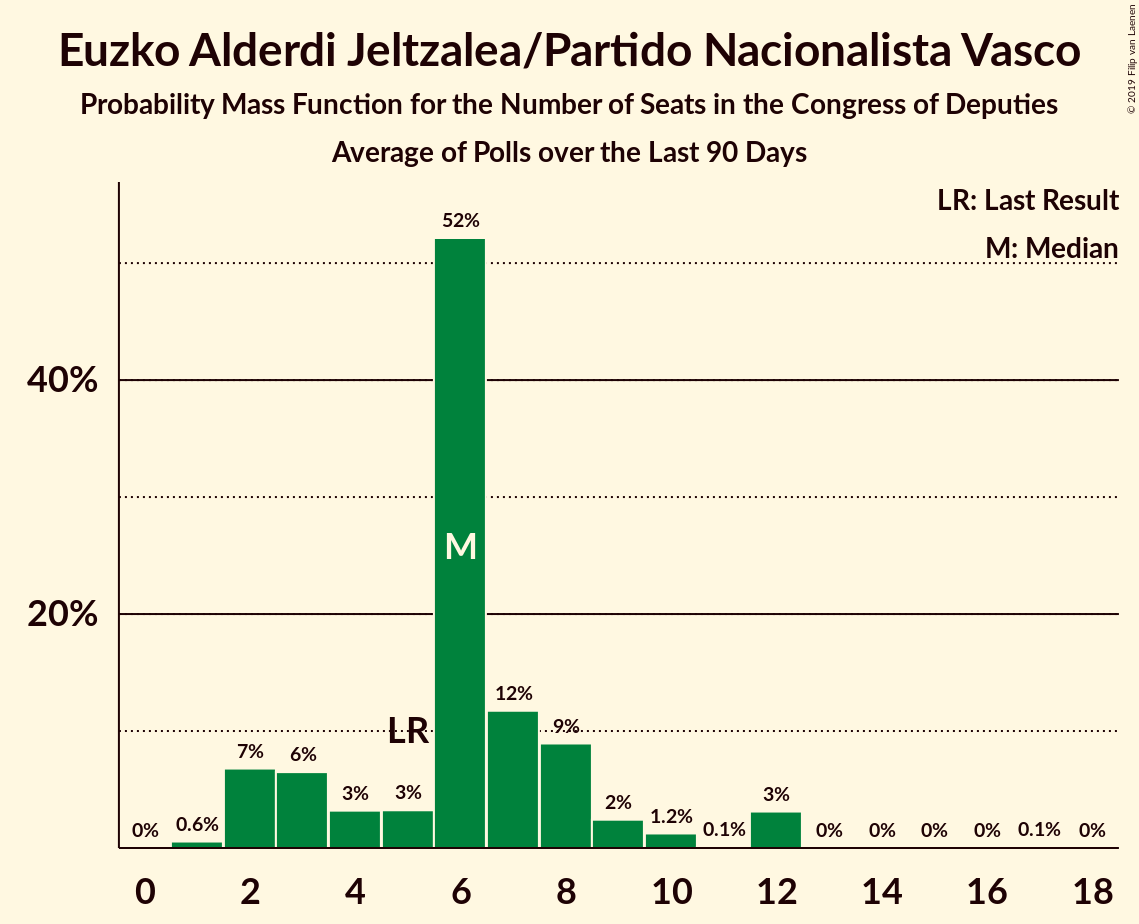 Euzko Alderdi Jeltzalea/Partido Nacionalista Vasco
Probability Mass Function for the Number of Seats in the Congress of Deputies
Average of Polls over the Last 90 Days
© 2019 Filip van Laenen
LR: Last Result
M: Median
52%
40%
M
20%
12%
LR
9%
7%
6%
3%
3%
2%
3%
0%
0.6%
1.2%
0.1%
0%
0%
0%
0%
0.1%
0%
0 2 4 6 8 10 12 14 16 18